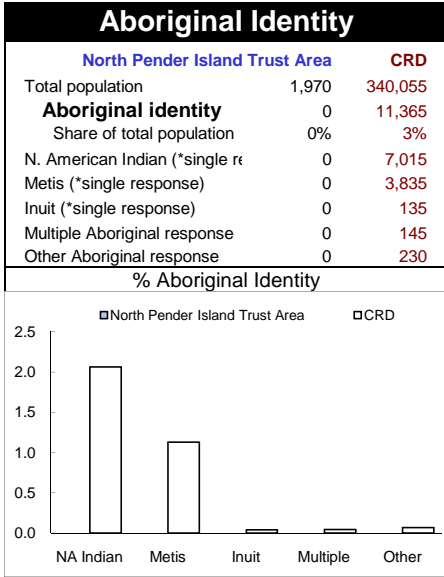 Aboriginal Identity
North Pender Island Trust Area CRD
Total population 1,970 340,055
Aboriginal identity 0 11,365
Share of total population 0% 3%
N. American Indian (*single re 0 7,015
Metis (*single response) 0 3,835
Inuit (*single response) 0 135
Multiple Aboriginal response 0 145
Other Aboriginal response 0 230
% Aboriginal Identity
North Pender Island Trust Area CRD
2.5
2.0
1.5
1.0
0.5
0.0
NA Indian Metis Inuit Multiple Other